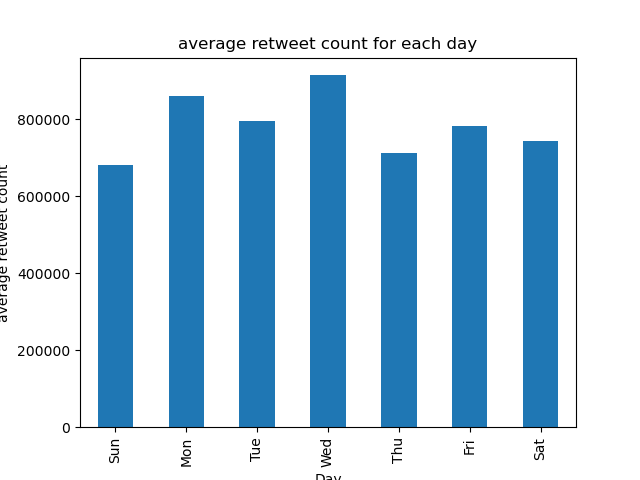 average retweet count for each day
average retweet count
800000
600000
400000
200000
0
Sun Mon Tue Wed Thu Fri Sat
Day